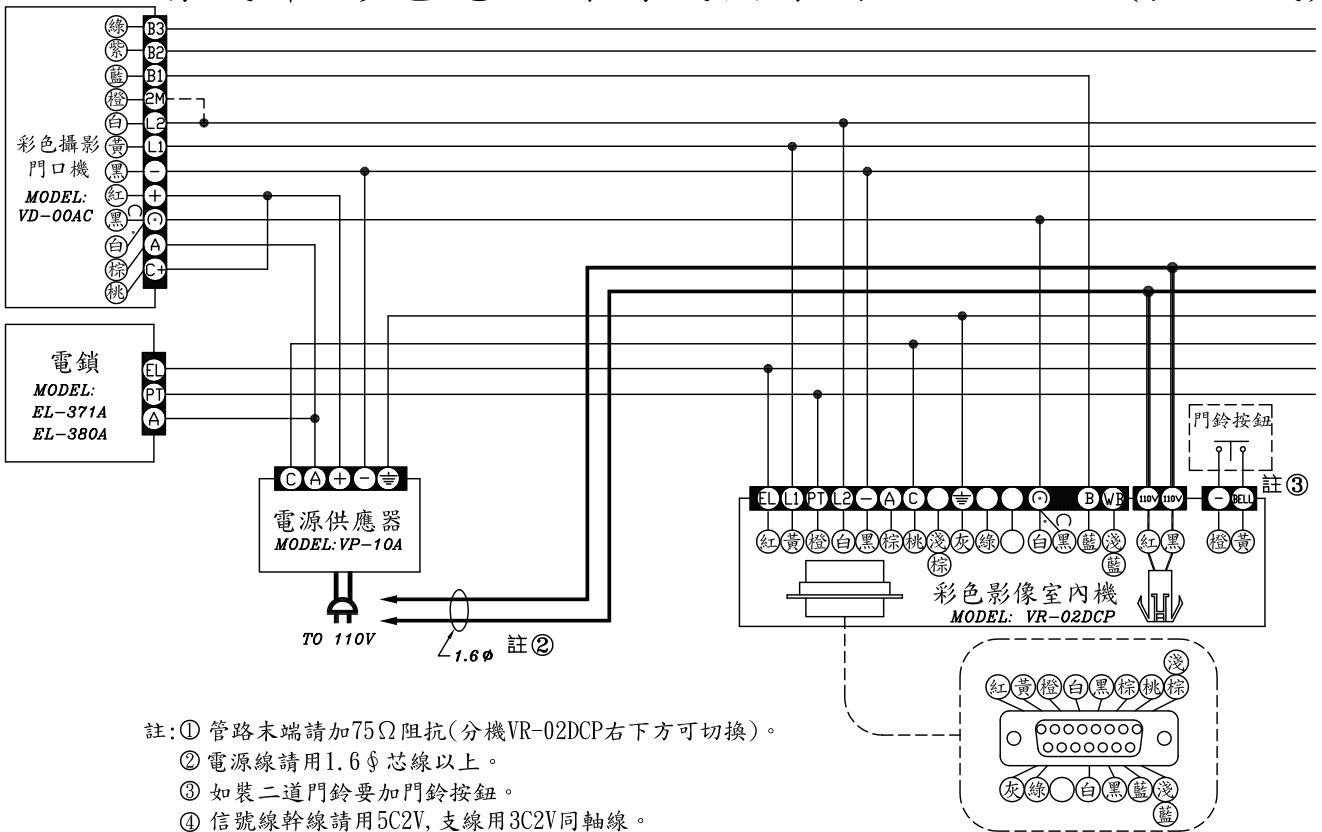 綠 B3
紫 B2
藍 B1
橙 2M
白 L2
彩色攝影 黃 L1
門口機 黑 -
MODEL: 紅 +
VD-00AC 黑
白 A
棕 C+
桃
電鎖 EL
MODEL: PT
EL-371A A
EL-380A
C A + -
電源供應器
MODEL:VP-10A
TO 110V
1.6ϕ 註②
門鈴按鈕
EL L1 PT L2 - A C B WB 110V 110V - BELL 註③
紅 黃 橙 白 黑 棕 桃 淺 灰 綠 白 黑 藍 淺 紅 黑 橙 黃
棕 藍
彩色影像室內機
MODEL: VR-02DCP
淺
紅 黃 橙 白 黑 棕 桃 棕
灰 綠 白 黑 藍 淺
藍
註:① 管路末端請加75Ω阻抗(分機VR-02DCP右下方可切換)。
② 電源線請用1.6∮芯線以上。
③ 如裝二道門鈴要加門鈴按鈕。
④ 信號線幹線請用5C2V,支線用3C2V同軸線。